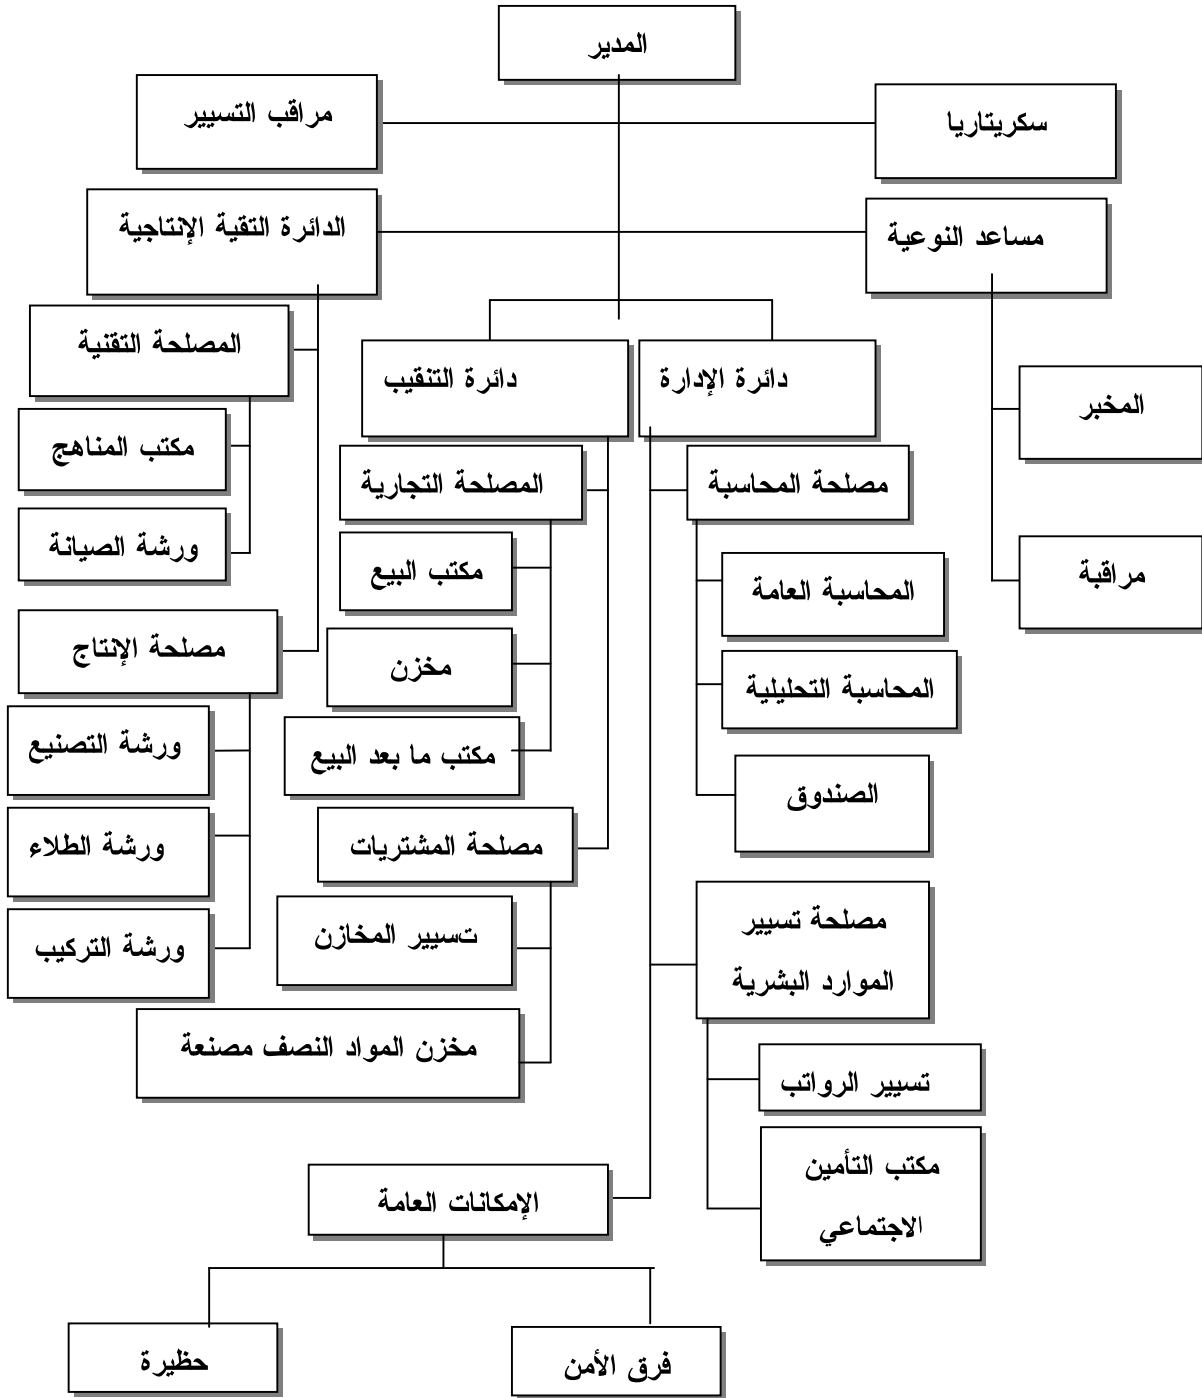 المدير
مراقب التسيير
سكريتاريا
الدائرة التقية الإنتاجية
مساعد النوعية
المصلحة التقنية
دائرة التنقيب
دائرة الإدارة
المخبر
مكتب المناهج
المصلحة التجارية
مصلحة المحاسبة
ورشة الصيانة
مكتب البيع
المحاسبة العامة
مراقبة
مصلحة الإنتاج
مخزن
المحاسبة التحليلية
ورشة التصنيع
مكتب ما بعد البيع
الصندوق
ورشة الطلاء
مصلحة المشتريات
ورشة التركيب
تسيير المخازن
مصلحة تسيير
الموارد البشرية
مخزن المواد النصف مصنعة
تسيير الرواتب
مكتب التأمين
الاجتماعي
الإمكانات العامة
حظيرة
فرق الأمن